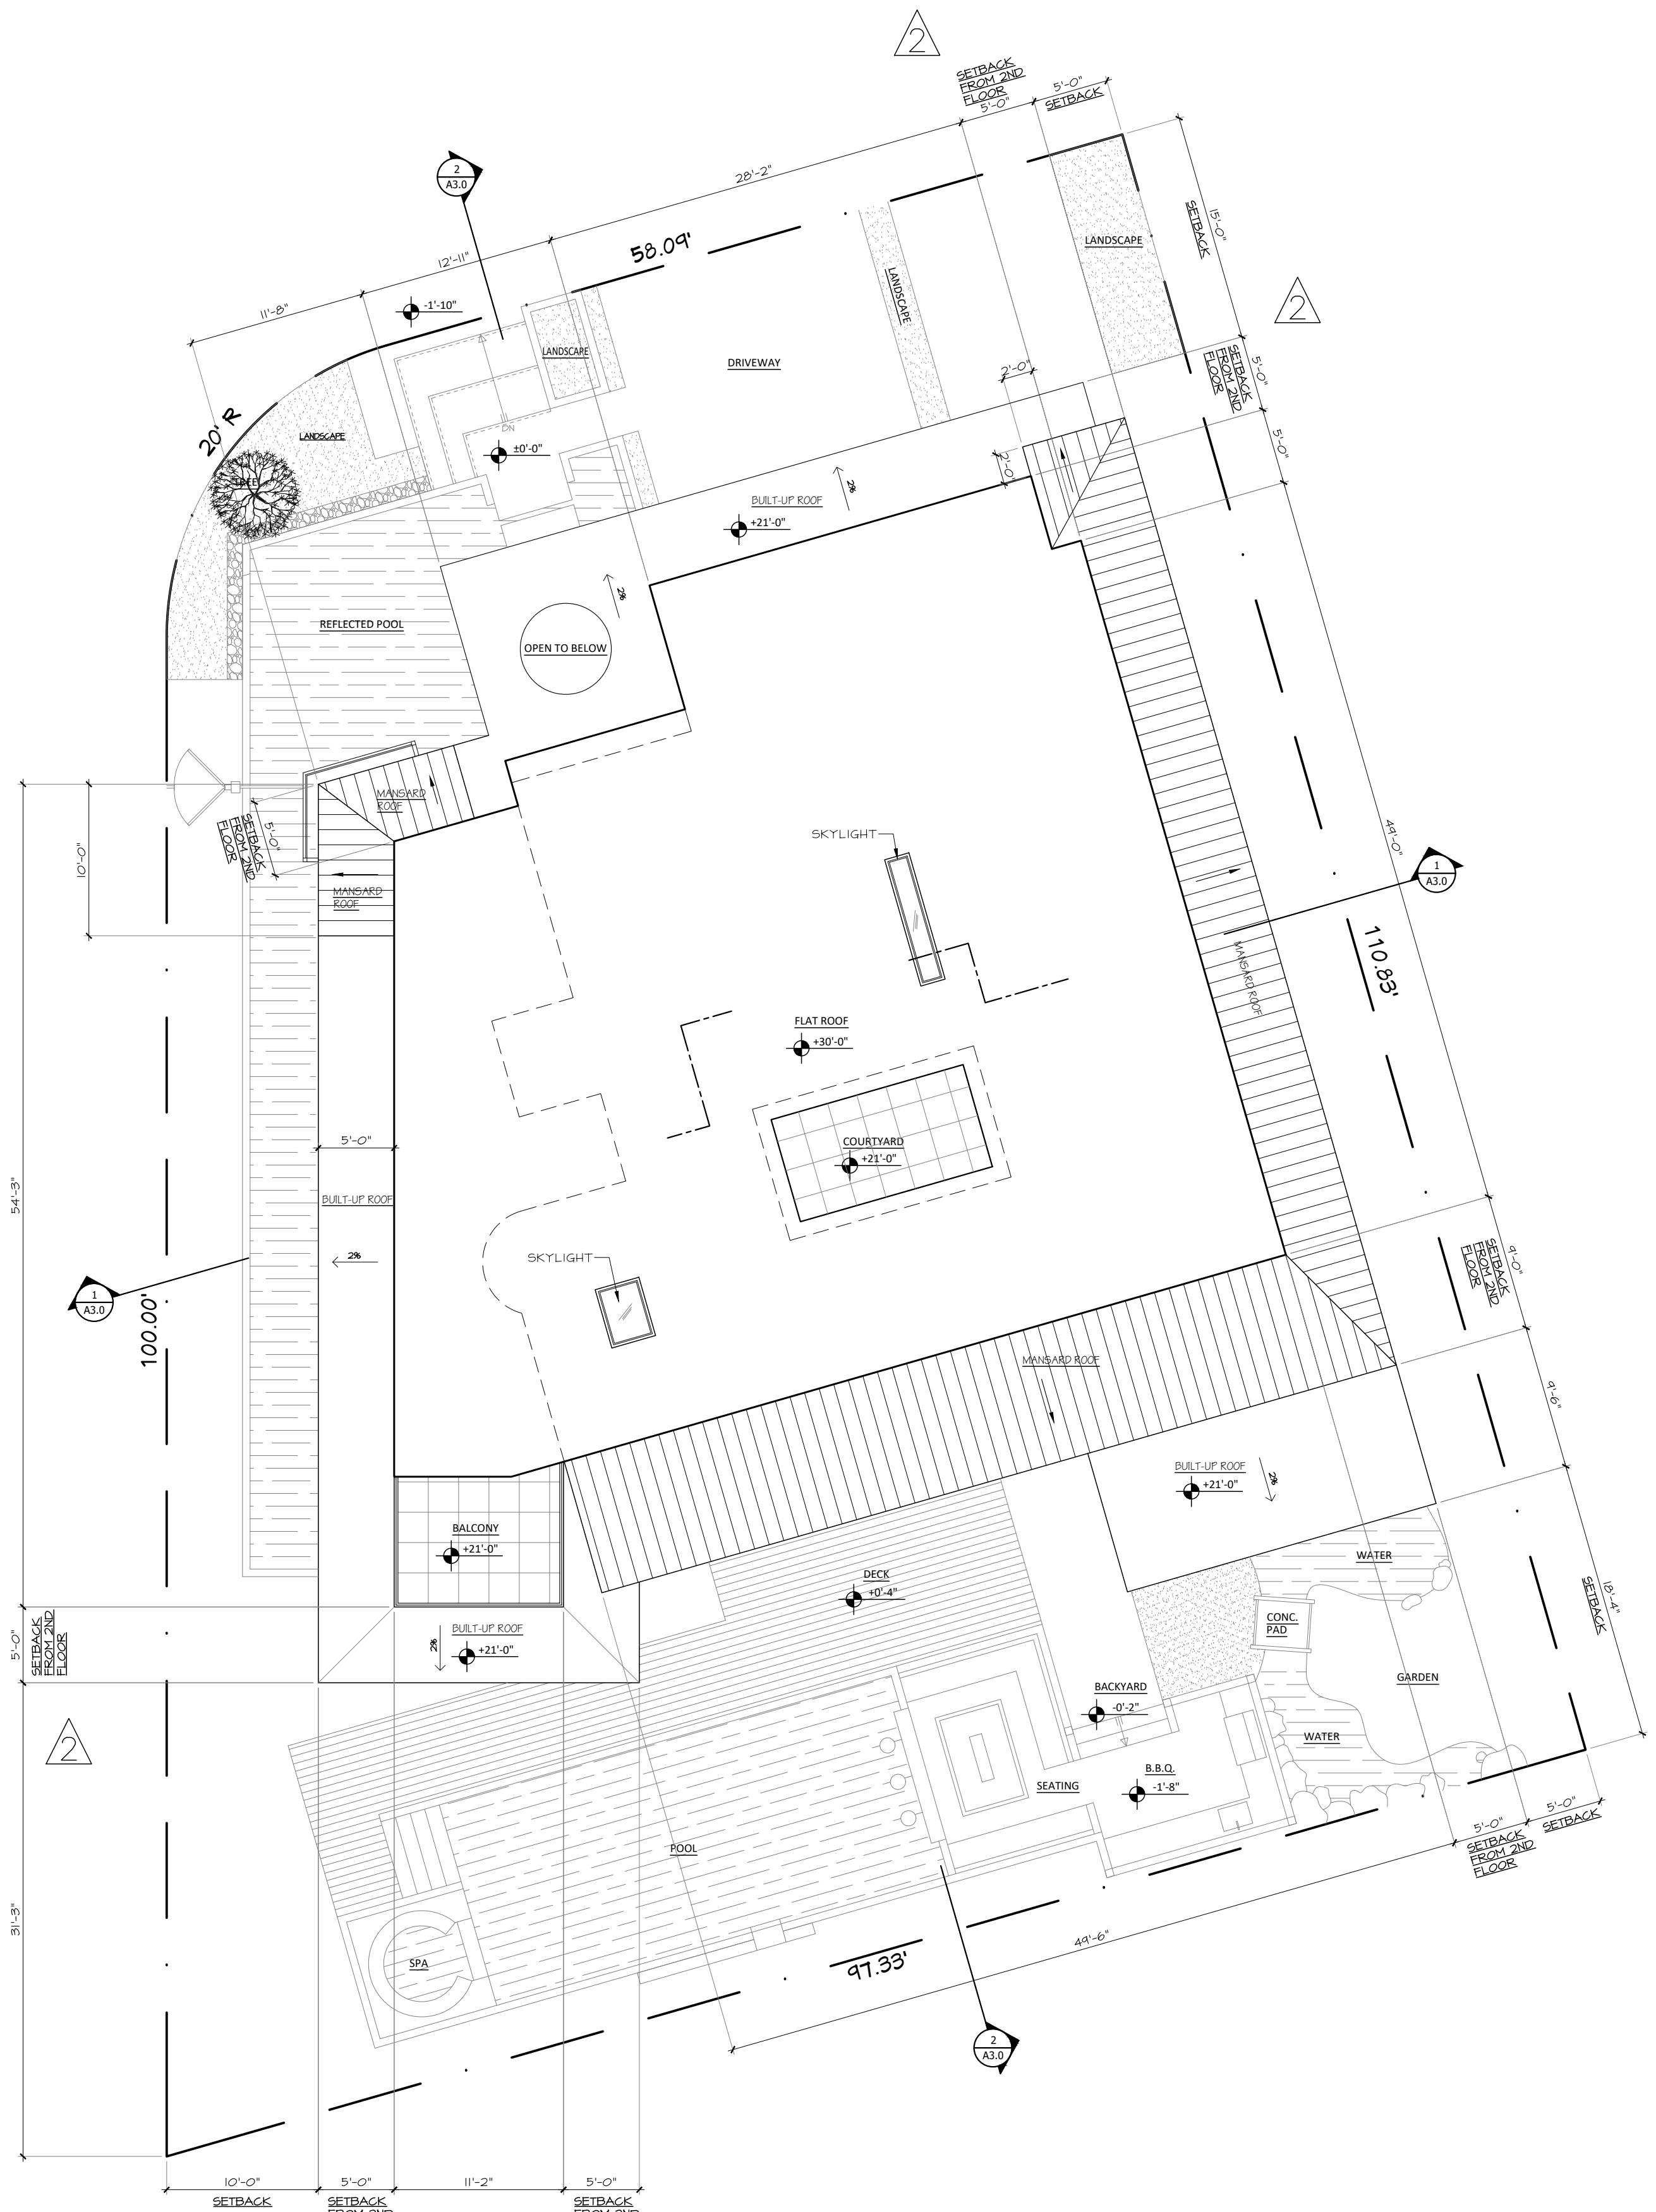 2
SETBACK
FROM 2ND
FLOOR
5'-0"
5'-0"
SETBACK
2
A3.0
28'-2"
12'-11"
11'-8"
58.09'
-1'-10"
LANDSCAPE
SETBACK
15'-0"
2
LANDSCAPE
LANDSCAPE
DRIVEWAY
2'-0"
SETBACK
FROM 2ND
FLOOR
5'-0"
5'-0"
20' R
LANDSCAPE
TREE
DN
±0'-0"
2'-0"
BUILT-UP ROOF
+21'-0"
2%
2%
REFLECTED POOL
OPEN TO BELOW
MANSARD
ROOF
SETBACK
FROM 2ND
FLOOR
5'-0"
10'-0"
MANSARD
ROOF
SKYLIGHT
49'-0"
1
A3.0
110.83'
MANSARD ROOF
FLAT ROOF
+30'-0"
COURTYARD
+21'-0"
5'-0"
54'-3"
BUILT-UP ROOF
2%
SKYLIGHT
1
A3.0
100.00'
SETBACK
FROM 2ND
FLOOR
9'-0"
MANSARD ROOF
9'-6"
BUILT-UP ROOF
+21'-0"
2%
BALCONY
+21'-0"
DECK
+0'-4"
WATER
CONC.
PAD
SETBACK
18'-4"
5'-0"
SETBACK
FROM 2ND
FLOOR
BUILT-UP ROOF
+21'-0"
2%
GARDEN
BACKYARD
-0'-2"
WATER
2
SEATING
B.B.Q.
-1'-8"
POOL
5'-0"
SETBACK
FROM 2ND
FLOOR
5'-0"
SETBACK
31'-3"
SPA
97.33'
49'-6"
2
A3.0
10'-0"
SETBACK
5'-0"
SETBACK
FROM 2ND
11'-2"
5'-0"
SETBACK
FROM 2ND